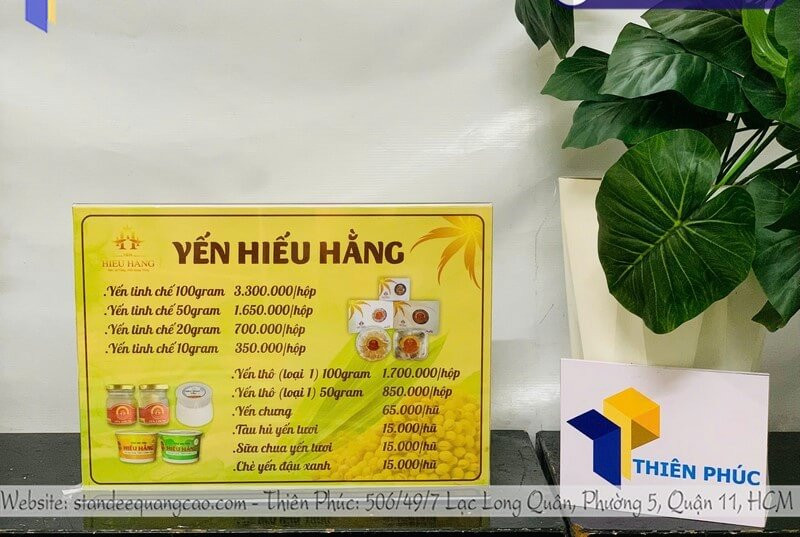 YẾN HIẾU HẰNG
HIẾU HẰNG
.Yến tinh chế 100gram 3.300.000/hộp
.Yến tinh chế 50gram 1.650.000/hộp
.Yến tinh chế 20gram 700.000/hộp
.Yến tinh chế 10gram 350.000/hộp
.Yến thô (loại 1) 100gram 1.700.000/hộp
.Yến thô (loại 1) 50gram 850.000/hộp
.Yến chưng 65.000/hũ
.Tàu hủ yến tươi 15.000/hũ
.Sữa chua yến tươi 15.000/hũ
.Chè yến đậu xanh 15.000/hũ
HIẾU HẰNG
HIẾU HẰNG
THIÊN PHÚC
Website: standeequangcao.com - Thiên Phúc: 506/49/7 Lạc Long Quân, Phường 5, Quận 11, HCM